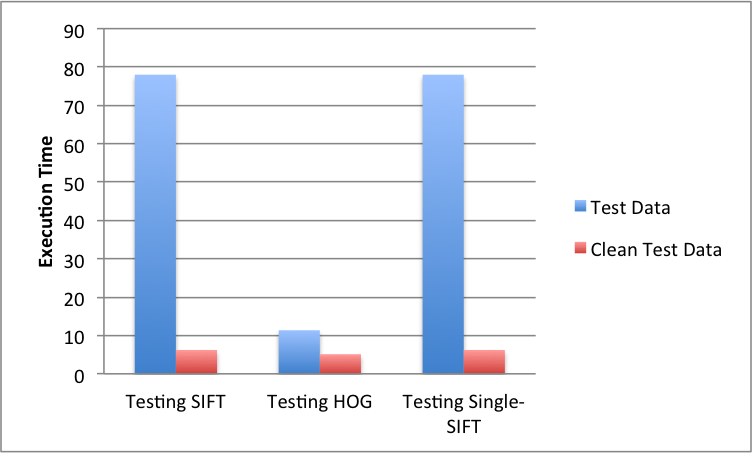 90
80
70
60
50
40
30
20
10
0
Execution Time
Testing SIFT
Testing HOG
Testing Single-
SIFT
Test Data
Clean Test Data